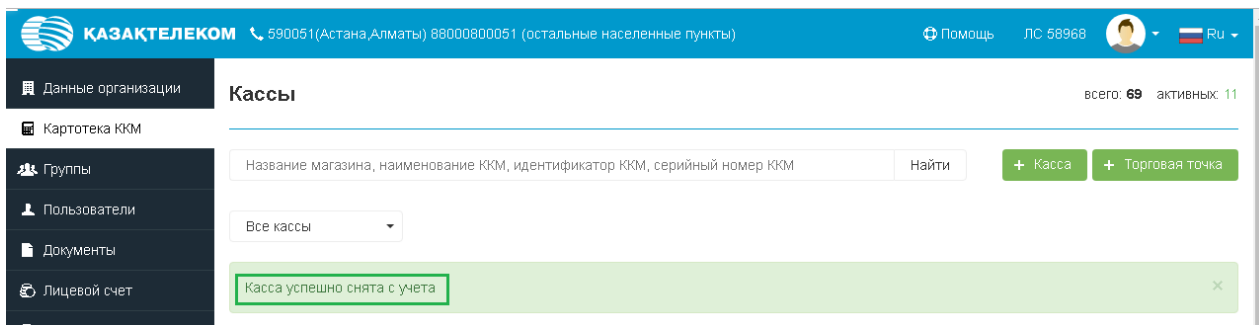 ҚАЗАҚТЕЛЕКОМ 590051(Астана,Алматы) 88000800051 (остальные населенные пункты) Помощь ЛС 58968 Ru
Данные организации
Картотека ККМ
Группы
Пользователи
Документы
Лицевой счет
Кассы всего: 69 активных: 11
Название магазина, наименование ККМ, идентификатор ККМ, серийный номер ККМ Найти + Касса + Торговая точка
Все кассы
Касса успешно снята с учета ×